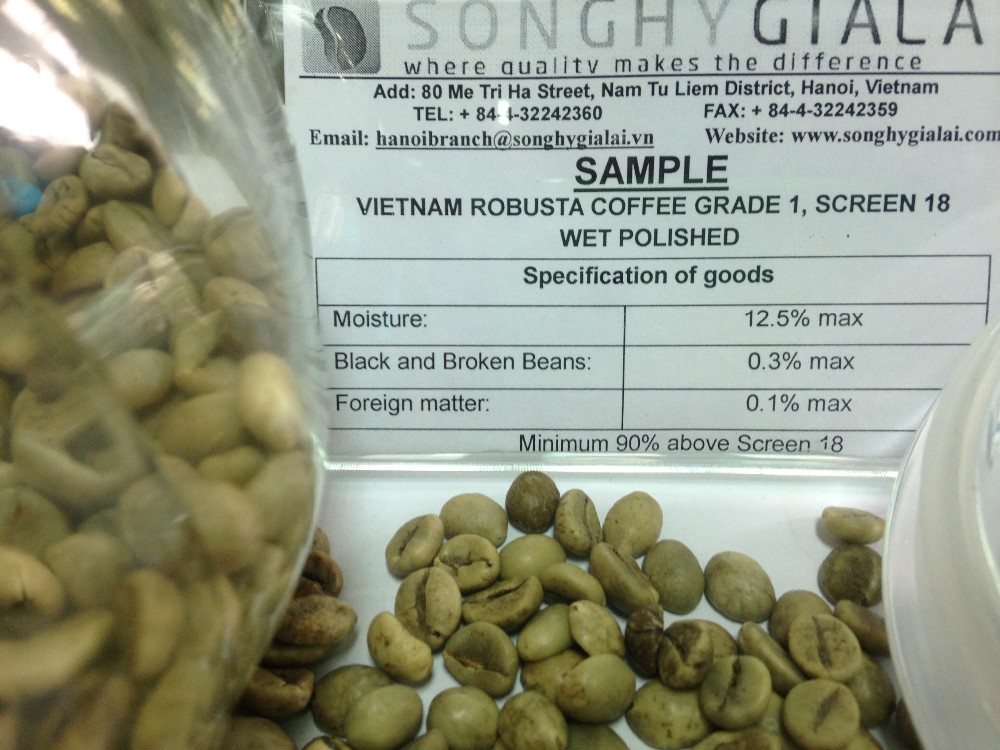 SONGHYGIALA
where quality makes the difference
Add: 80 Me Tri Ha Street, Nam Tu Liem District, Hanoi, Vietnam
TEL: + 84-4-32242360 FAX: + 84-4-32242359
Email: hanoibranch@songhygialai.vn Website: www.songhygialai.com
SAMPLE
VIETNAM ROBUSTA COFFEE GRADE 1, SCREEN 18
WET POLISHED
Specification of goods
Moisture: 12.5% max
Black and Broken Beans: 0.3% max
Foreign matter: 0.1% max
Minimum 90% above Screen 18